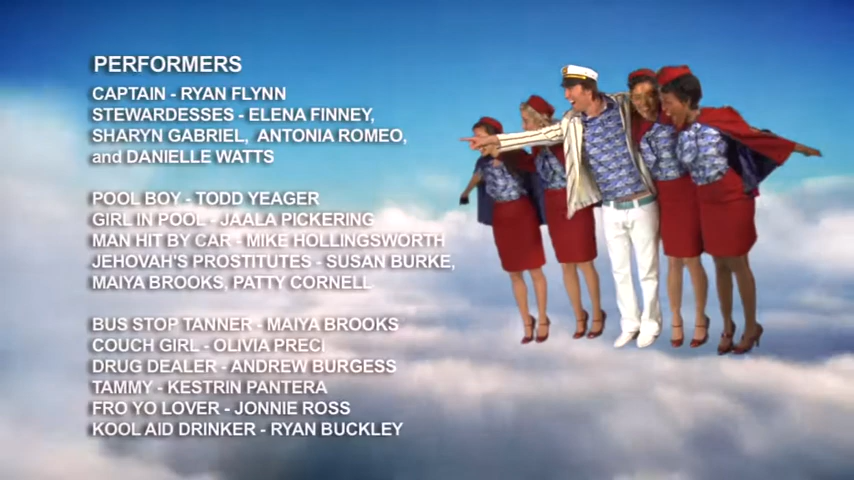 PERFORMERS
CAPTAIN - RYAN FLYNN
STEWARDESSES - ELENA FINNEY,
SHARYN GABRIEL, ANTONIA ROMEO,
and DANIELLE WATTS
POOL BOY - TODD YEAGER
GIRL IN POOL - JAALA PICKERING
MAN HIT BY CAR - MIKE HOLLINGSWORTH
JEHOVAH'S PROSTITUTES - SUSAN BURKE,
MAIYA BROOKS, PATTY CORNELL
BUS STOP TANNER - MAIYA BROOKS
COUCH GIRL - OLIVIA PRECI
DRUG DEALER - ANDREW BURGESS
TAMMY - KESTRIN PANTERA
FRO YO LOVER - JONNIE ROSS
KOOL AID DRINKER - RYAN BUCKLEY